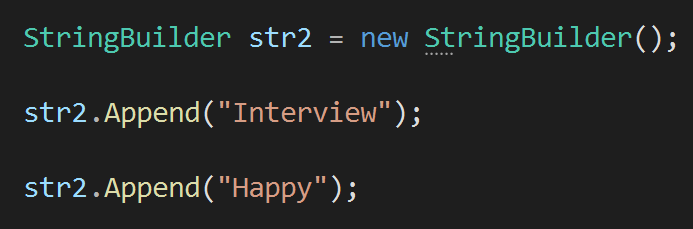 StringBuilder str2 = new StringBuilder();
str2.Append("Interview");
str2.Append("Happy");